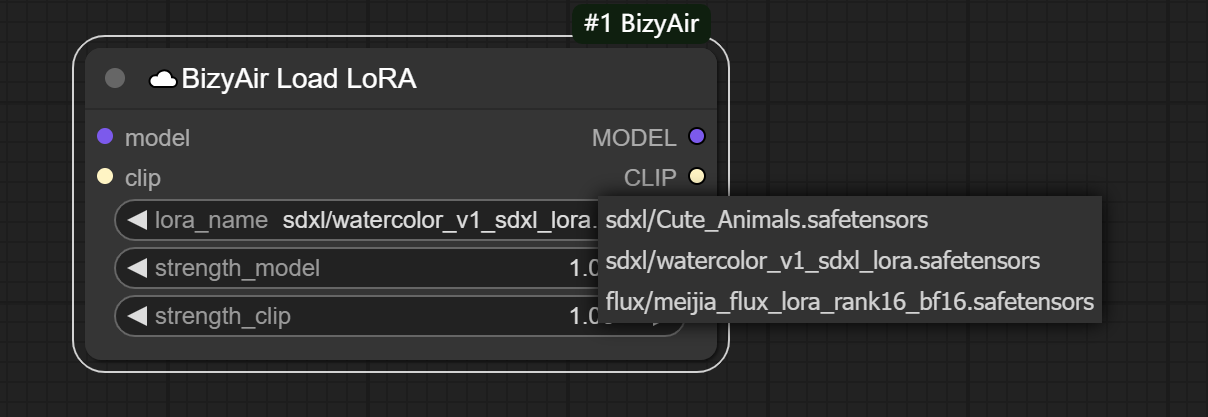 #1 BizyAir
BizyAir Load LoRA
model MODEL
clip CLIP
lora_name sdxl/watercolor_v1_sdxl_lora.
strength_model 1.0
strength_clip 1.0
sdxl/Cute_Animals.safetensors
sdxl/watercolor_v1_sdxl_lora.safetensors
flux/meijia_flux_lora_rank16_bf16.safetensors